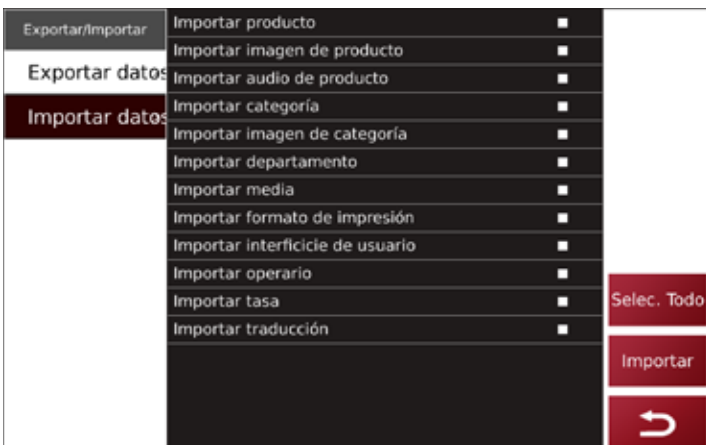 Exportar/Importar
Exportar datos
Importar datos
Importar producto
Importar imagen de producto
Importar audio de producto
Importar categoría
Importar imagen de categoría
Importar departamento
Importar media
Importar formato de impresión
Importar interficicie de usuario
Importar operario
Importar tasa
Importar traducción
Selec. Todo
Importar